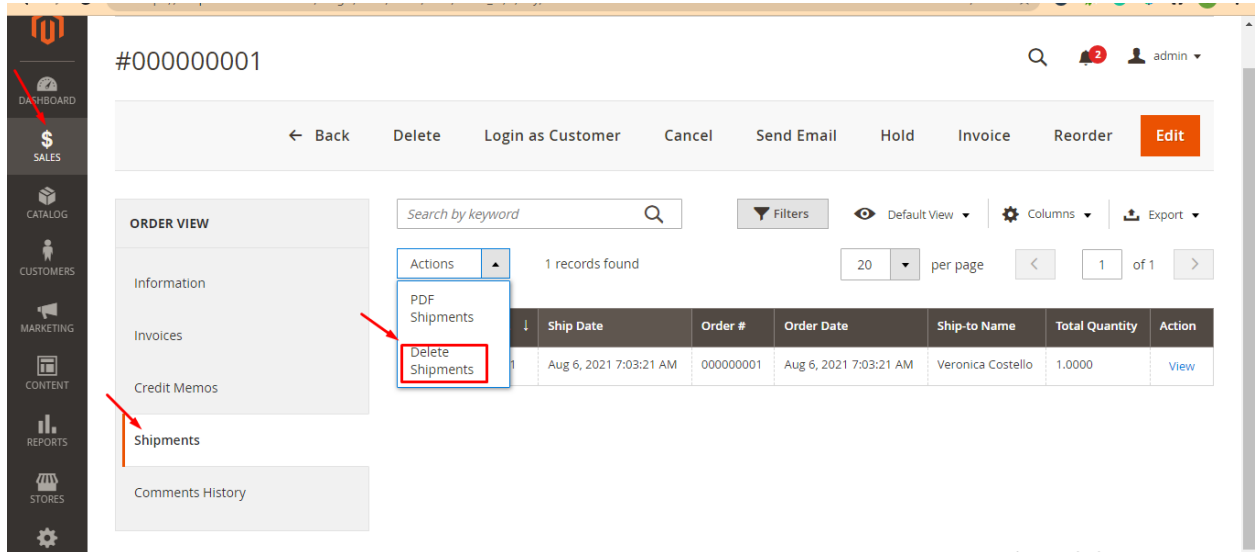 #000000001
2
admin
DASHBOARD
SALES
CATALOG
CUSTOMERS
MARKETING
CONTENT
REPORTS
STORES
← Back Delete Login as Customer Cancel Send Email Hold Invoice Reorder Edit
ORDER VIEW
Information
Invoices
Credit Memos
Shipments
Comments History
Search by keyword
Filters Default View Columns Export
Actions 1 records found 20 per page 1 of 1
PDF
Shipments
Delete
Shipments
↓ Ship Date Order # Order Date Ship-to Name Total Quantity Action
1 Aug 6, 2021 7:03:21 AM 000000001 Aug 6, 2021 7:03:21 AM Veronica Costello 1.0000 View